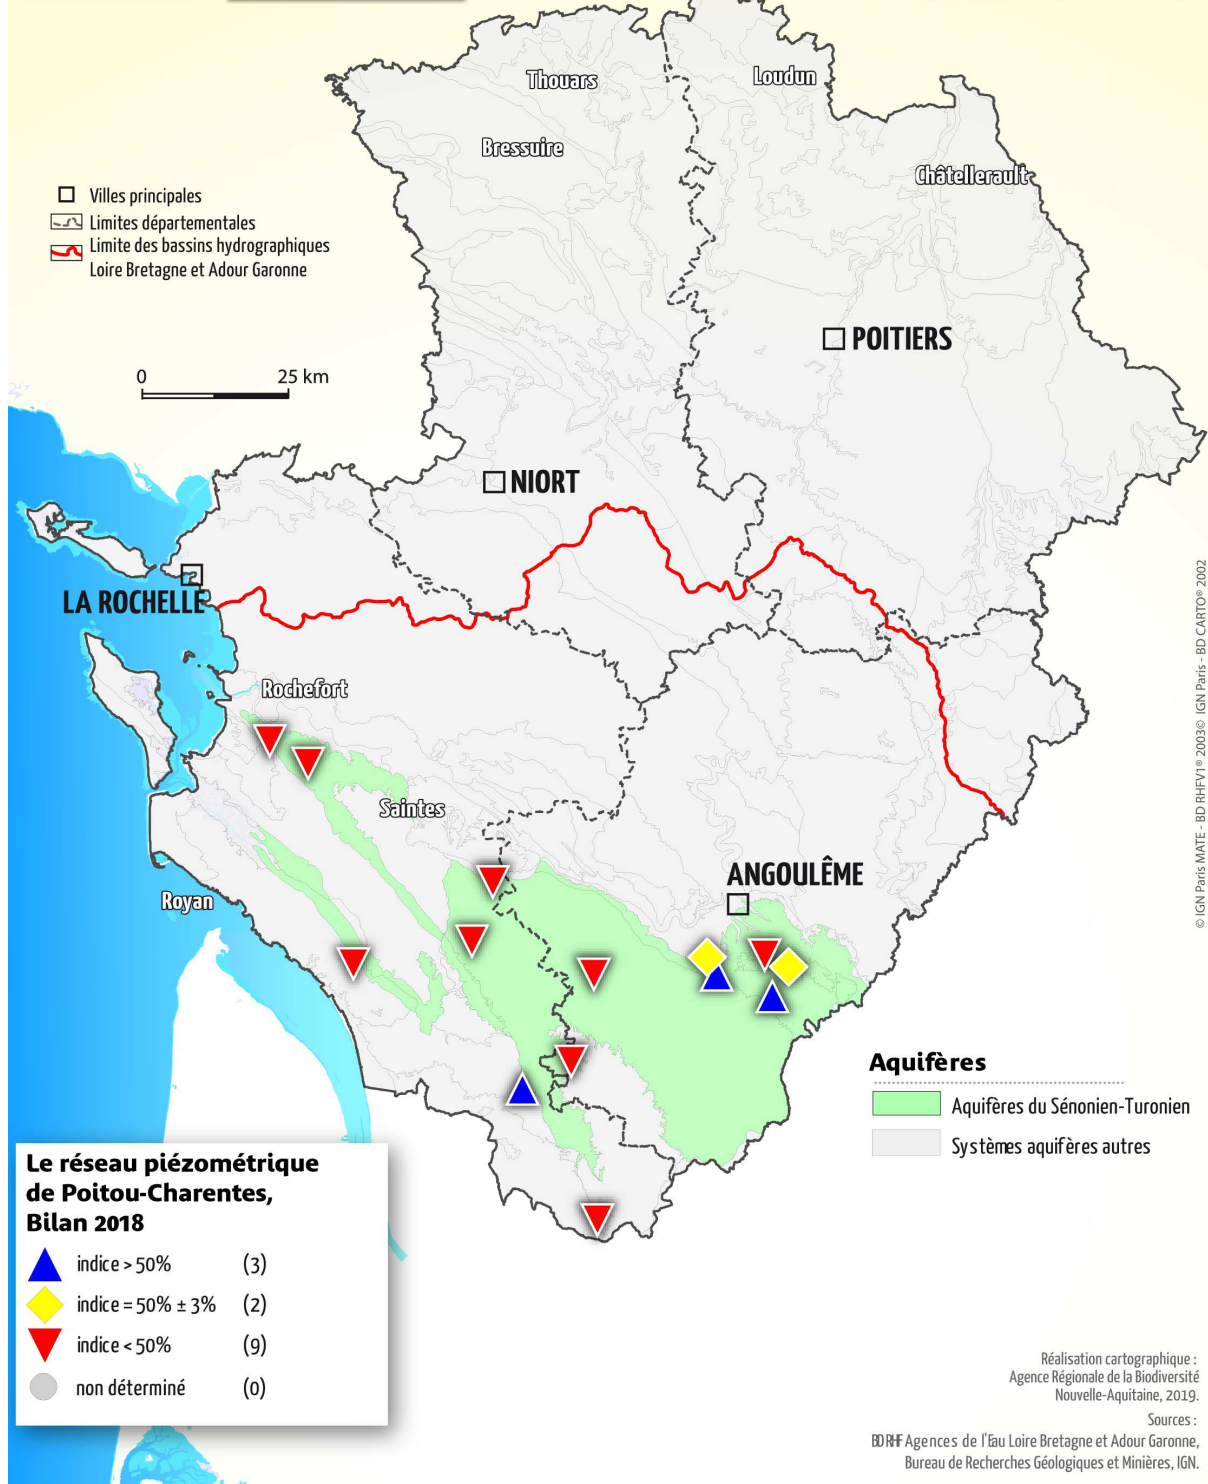 Thouars
Loudun
Bressuire
Châtellerault
Villes principales
Limites départementales
Limite des bassins hydrographiques
Loire Bretagne et Adour Garonne
POITIERS
0 25 km
NIORT
LA ROCHELLE
Rochefort
Saintes
ANGOULÊME
Royan
© IGN Paris MATE - BD RHFV1® 2003© IGN Paris - BD CARTO® 2002
Aquifères
Aquifères du Sénonien-Turonien
Systèmes aquifères autres
Le réseau piézométrique
de Poitou-Charentes,
Bilan 2018
indice > 50% (3)
indice = 50% ± 3% (2)
indice < 50% (9)
non déterminé (0)
Réalisation cartographique :
Agence Régionale de la Biodiversité
Nouvelle-Aquitaine, 2019.
Sources :
BD RHF Agences de l'Eau Loire Bretagne et Adour Garonne,
Bureau de Recherches Géologiques et Minières, IGN.